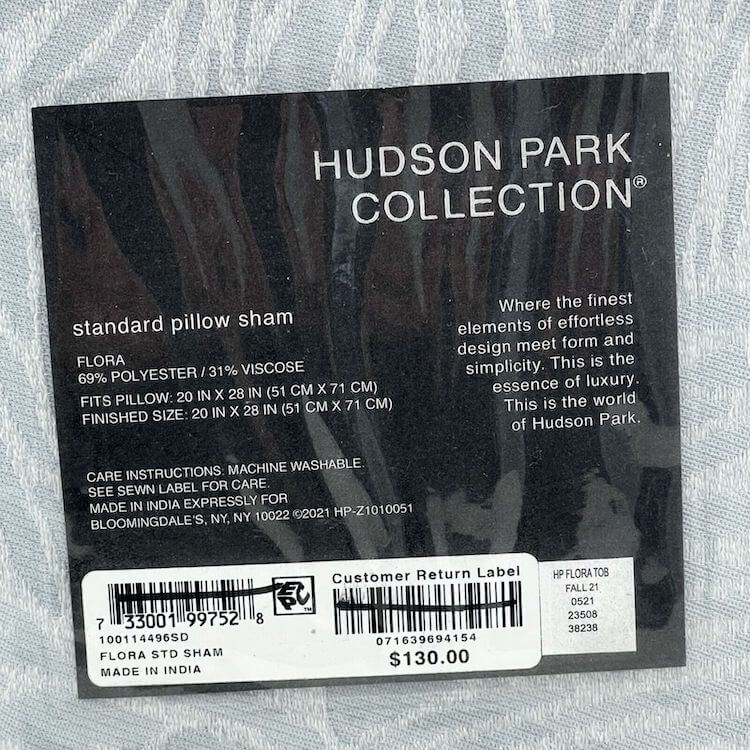 HUDSON PARK
COLLECTION®
standard pillow sham
FLORA
69% POLYESTER / 31% VISCOSE
FITS PILLOW: 20 IN X 28 IN (51 CM X 71 CM)
FINISHED SIZE: 20 IN X 28 IN (51 CM X 71 CM)
Where the finest
elements of effortless
design meet form and
simplicity. This is the
essence of luxury.
This is the world
of Hudson Park.
CARE INSTRUCTIONS: MACHINE WASHABLE.
SEE SEWN LABEL FOR CARE.
MADE IN INDIA EXPRESSLY FOR
BLOOMINGDALE'S, NY, NY 10022 ©2021 HP-Z1010051
7 33001 99752 8
100114496SD
FLORA STD SHAM
MADE IN INDIA
EPC™
Customer Return Label
071639694154
$130.00
HP FLORA TOB
FALL 21
0521
23508
38238